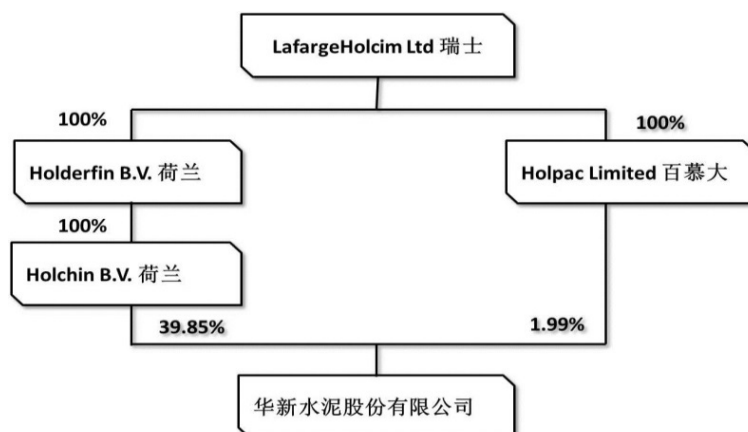 LafargeHolcim Ltd 瑞士
100%
100%
Holderfin B.V. 荷兰
Holpac Limited 百慕大
100%
Holchin B.V. 荷兰
39.85%
1.99%
华新水泥股份有限公司